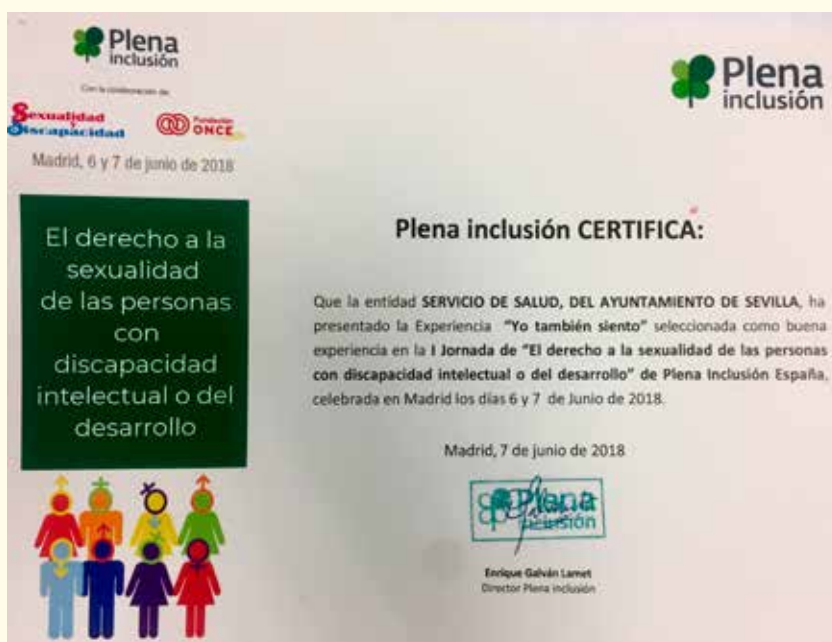 Plena
inclusión
Con la colaboración de:
Sexualidad
y
Discapacidad
Fundación
ONCE
Madrid, 6 y 7 de junio de 2018
El derecho a la
sexualidad
de las personas
con
discapacidad
intelectual o del
desarrollo
Plena
inclusión
Plena inclusión CERTIFICA:
Que la entidad SERVICIO DE SALUD, DEL AYUNTAMIENTO DE SEVILLA, ha
presentado la Experiencia "Yo también siento" seleccionada como buena
experiencia en la I Jornada de "El derecho a la sexualidad de las personas
con discapacidad intelectual o del desarrollo" de Plena Inclusión España,
celebrada en Madrid los días 6 y 7 de Junio de 2018.
Madrid, 7 de junio de 2018
Plena
inclusión
Enrique Galván Lamet
Director Plena inclusión